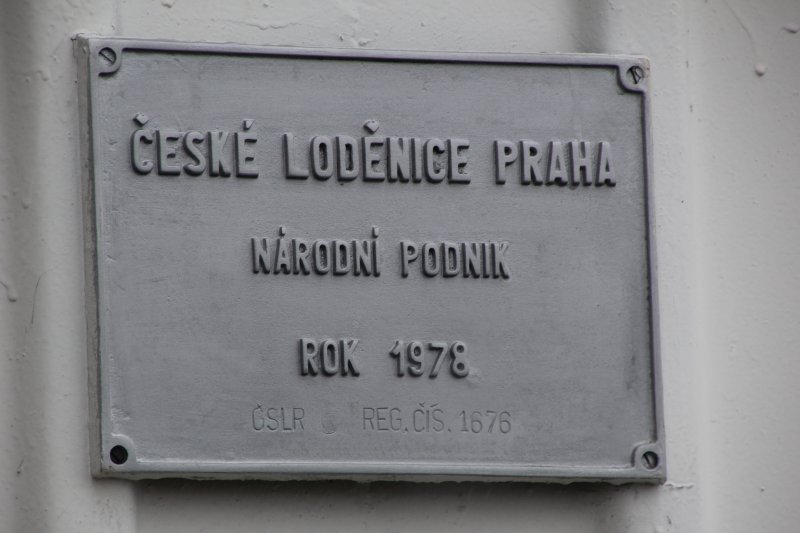 ČESKÉ LODĚNICE PRAHA
NÁRODNÍ PODNIK
ROK 1978
ČSLR REG. ČÍS. 1676